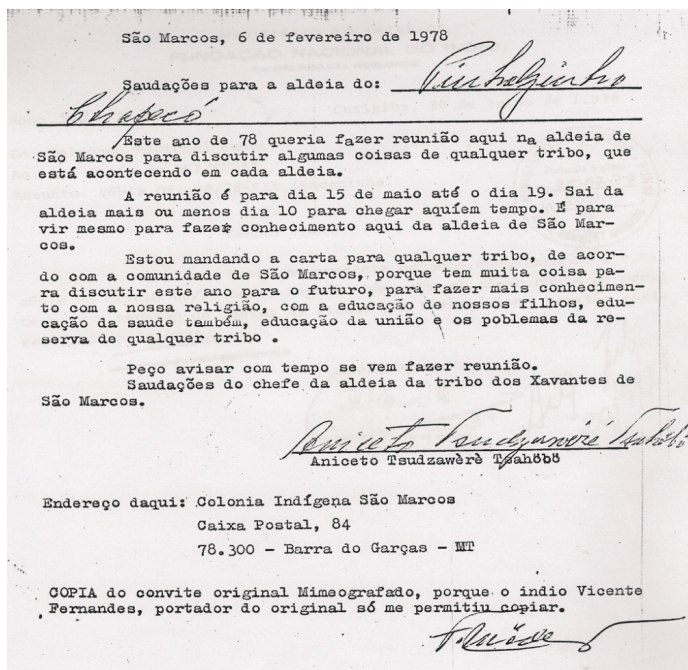 São Marcos, 6 de fevereiro de 1978
Saudações para a aldeia do: Pinhalzinho
Chapecó
Este ano de 78 queria fazer reunião aqui na aldeia de
São Marcos para discutir algumas coisas de qualquer tribo, que
está acontecendo em cada aldeia.
A reunião é para dia 15 de maio até o dia 19. Sai da
aldeia mais ou menos dia 10 para chegar aquíem tempo. É para
vir mesmo para fazer conhecimento aqui da aldeia de São Mar-
cos.
Estou mandando a carta para qualquer tribo, de acor-
do com a comunidade de São Marcos, porque tem muita coisa pa-
ra discutir este ano para o futuro, para fazer mais conhecimen-
to com a nossa religião, com a educação de nossos filhos, edu-
cação da saude também, educação da união e os poblemas da re-
serva de qualquer tribo .
Peço avisar com tempo se vem fazer reunião.
Saudações do chefe da aldeia da tribo dos Xavantes de
São Marcos.
Aniceto Tsudzawèré Tsahöbö
Aniceto Tsudzawèrè Tsahöbö
Endereço daqui: Colonia Indígena São Marcos
Caixa Postal, 84
78.300 - Barra do Garças - MT
COPIA do convite original Mimeografado, porque o indio Vicente
Fernandes, portador do original só me permitiu copiar.